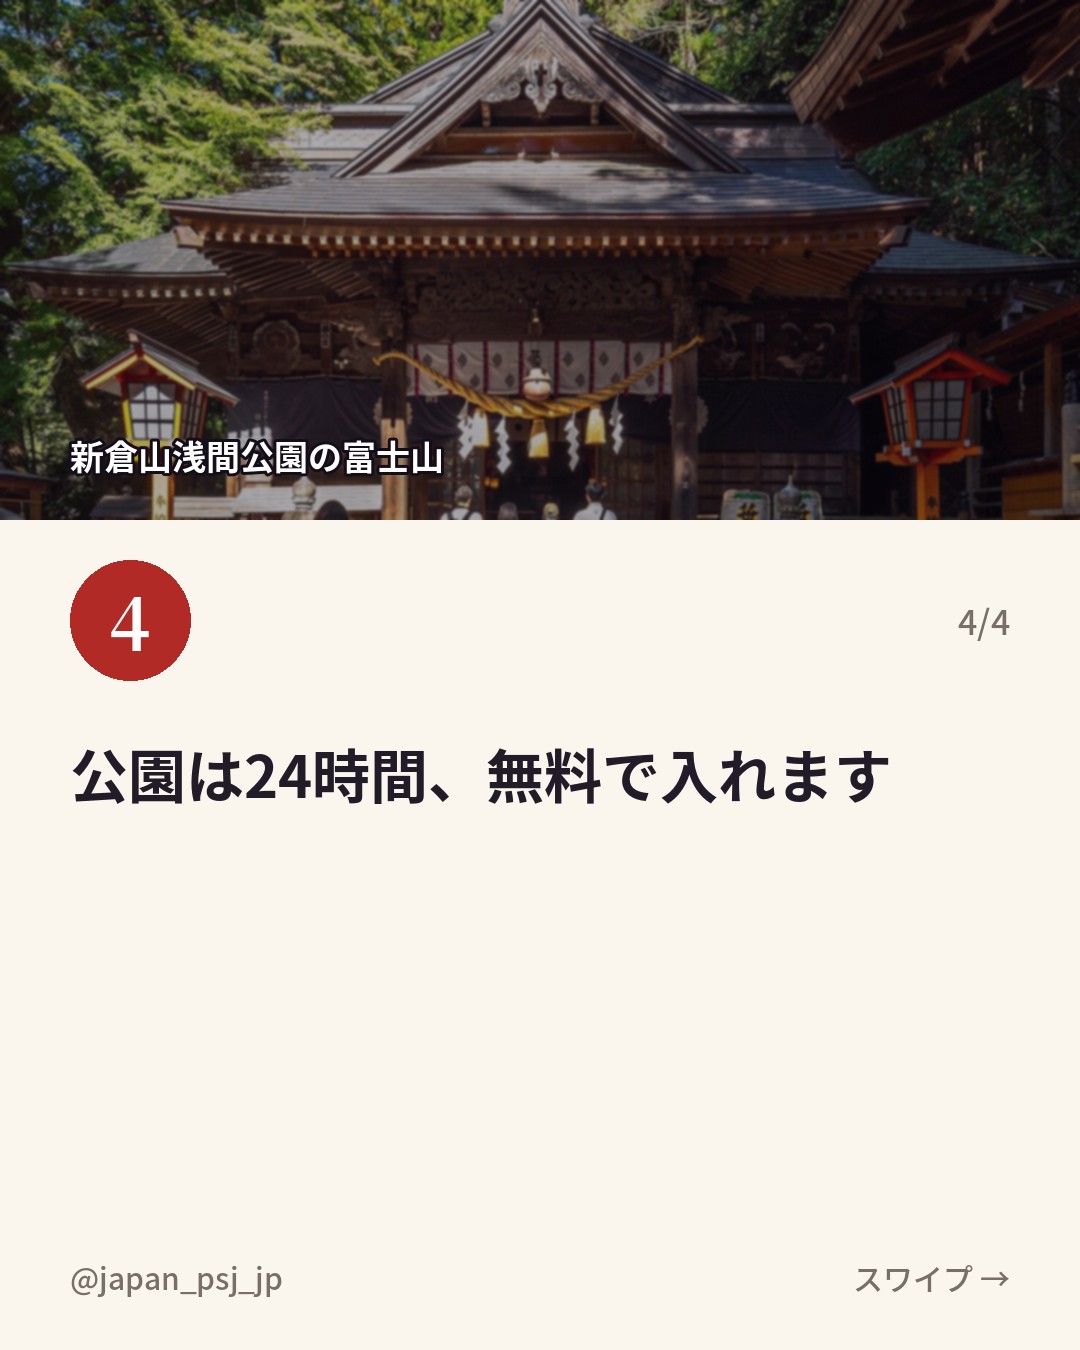 新倉山浅間公園の富士山
4
4/4
公園は24時間、無料で入れます
@japan_psj_jp
スワイプ →